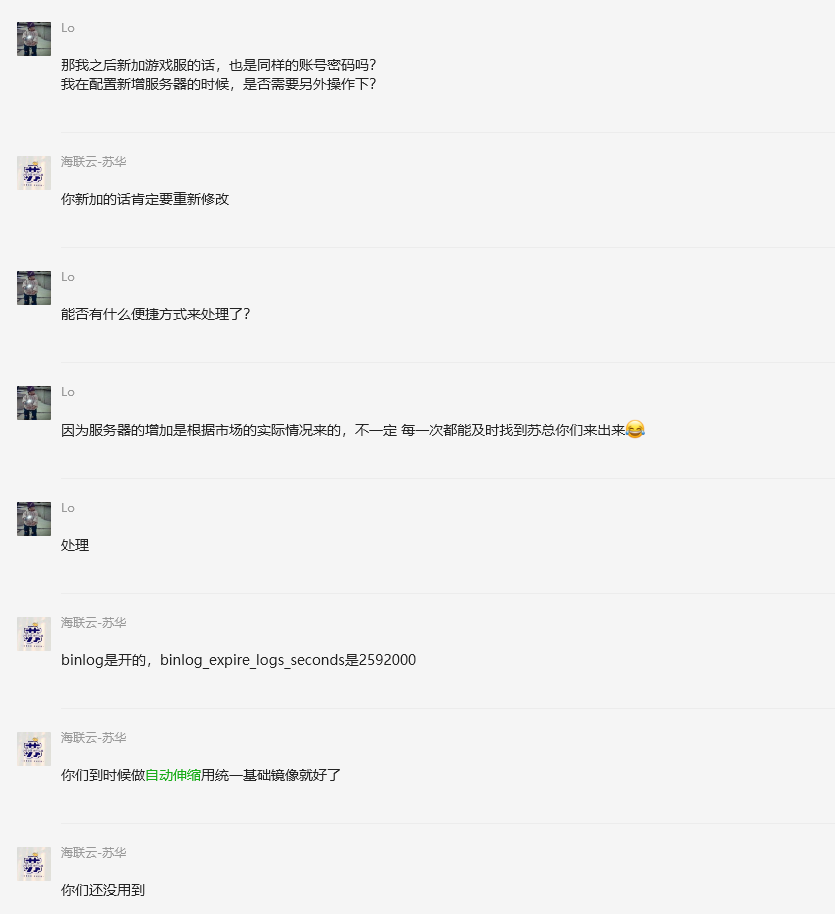 Lo
那我之后新加游戏服的话，也是同样的账号密码吗?
我在配置新增服务器的时候，是否需要另外操作下?
海联云-苏华
你新加的话肯定要重新修改
Lo
能否有什么便捷方式来处理了?
Lo
因为服务器的增加是根据市场的实际情况来的，不一定 每一次都能及时找到苏总你们来出来😂
Lo
处理
海联云-苏华
binlog是开的，binlog_expire_logs_seconds是2592000
海联云-苏华
你们到时候做自动伸缩用统一基础镜像就好了
海联云-苏华
你们还没用到